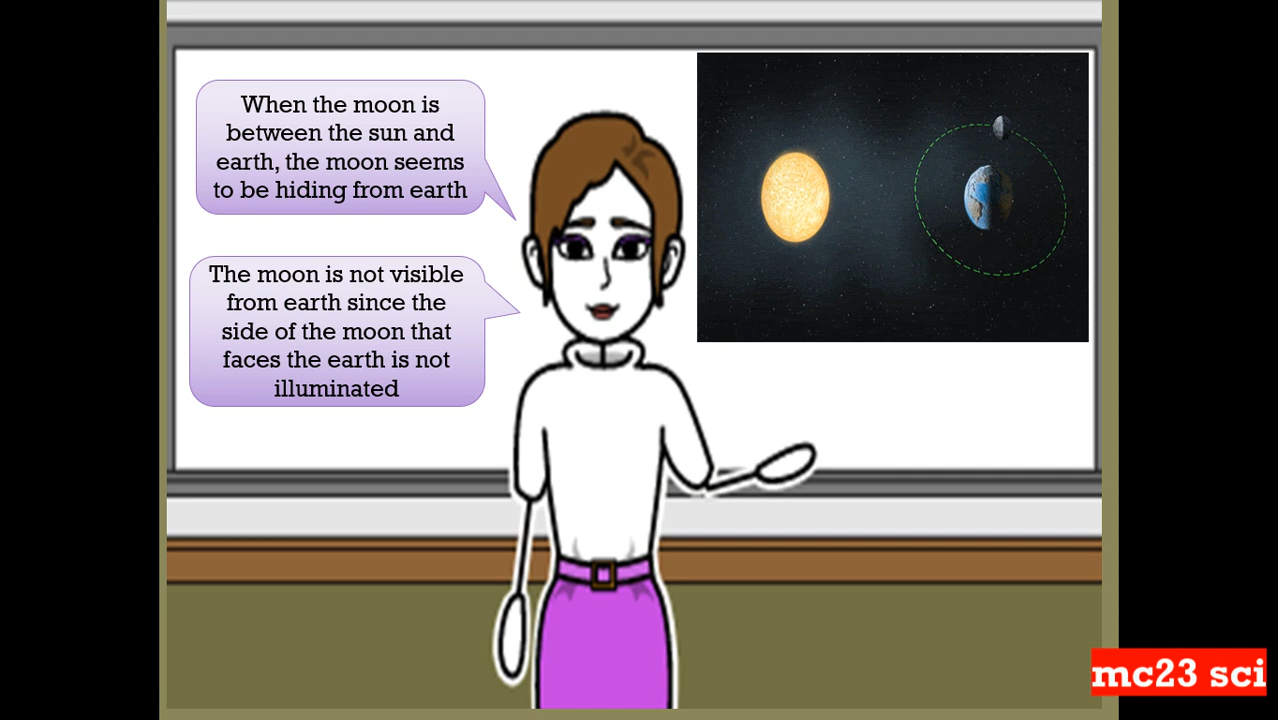 When the moon is
between the sun and
earth, the moon seems
to be hiding from earth
The moon is not visible
from earth since the
side of the moon that
faces the earth is not
illuminated
mc23 sci